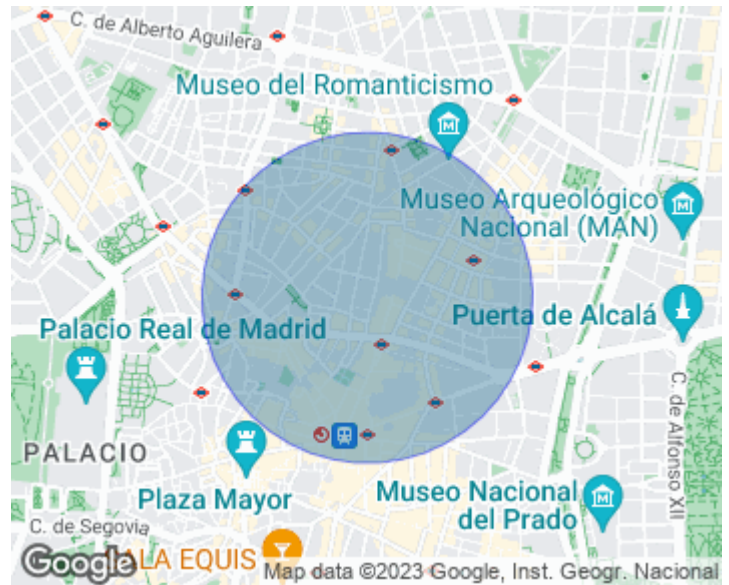 C. de Alberto Aguilera
Museo del Romanticismo
M
Museo Arqueológico
Nacional (MAN)
M
Puerta de Alcalá
Palacio Real de Madrid
C. de Alfonso XII
PALACIO
Plaza Mayor
Museo Nacional
del Prado
M
C. de Segovia
Google
ALA EQUIS
Map data ©2023 Google, Inst. Geogr. Nacional